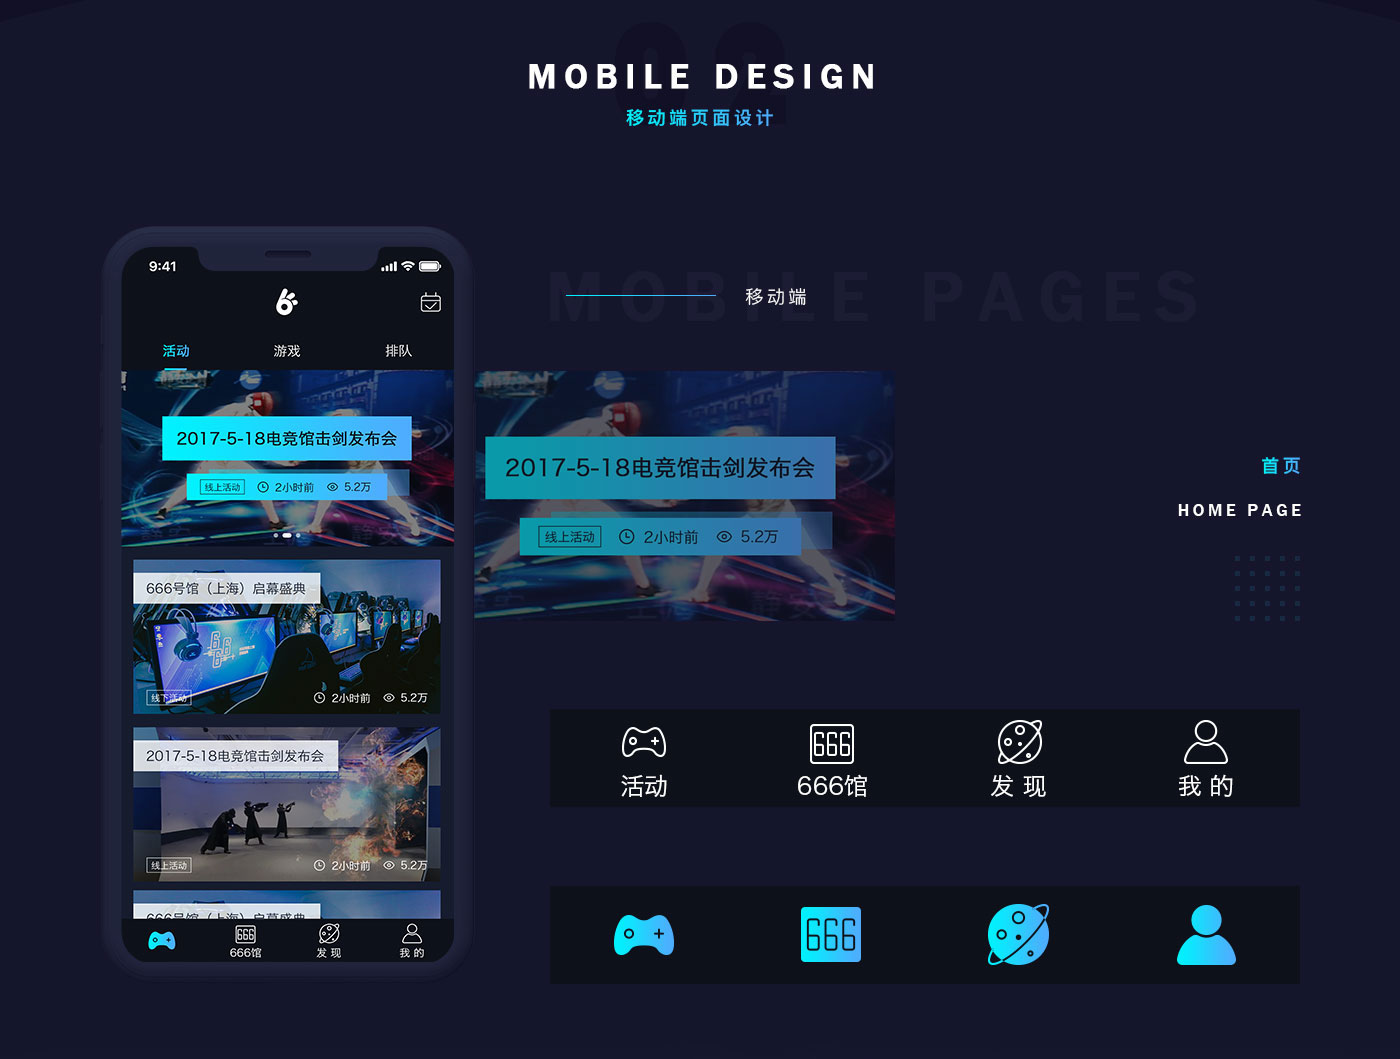 02
MOBILE DESIGN
移动端页面设计
MOBILE PAGES
移动端
9:41
活动 游戏 排队
2017-5-18电竞馆击剑发布会
线上活动 2小时前 5.2万
666号馆（上海）启幕盛典
线下活动 2小时前 5.2万
2017-5-18电竞馆击剑发布会
线上活动 2小时前 5.2万
666号馆（上海）启幕盛典
666
666馆 发 现 我 的
2017-5-18电竞馆击剑发布会
线上活动 2小时前 5.2万
首页
HOME PAGE
666
活动 666馆 发 现 我 的
666